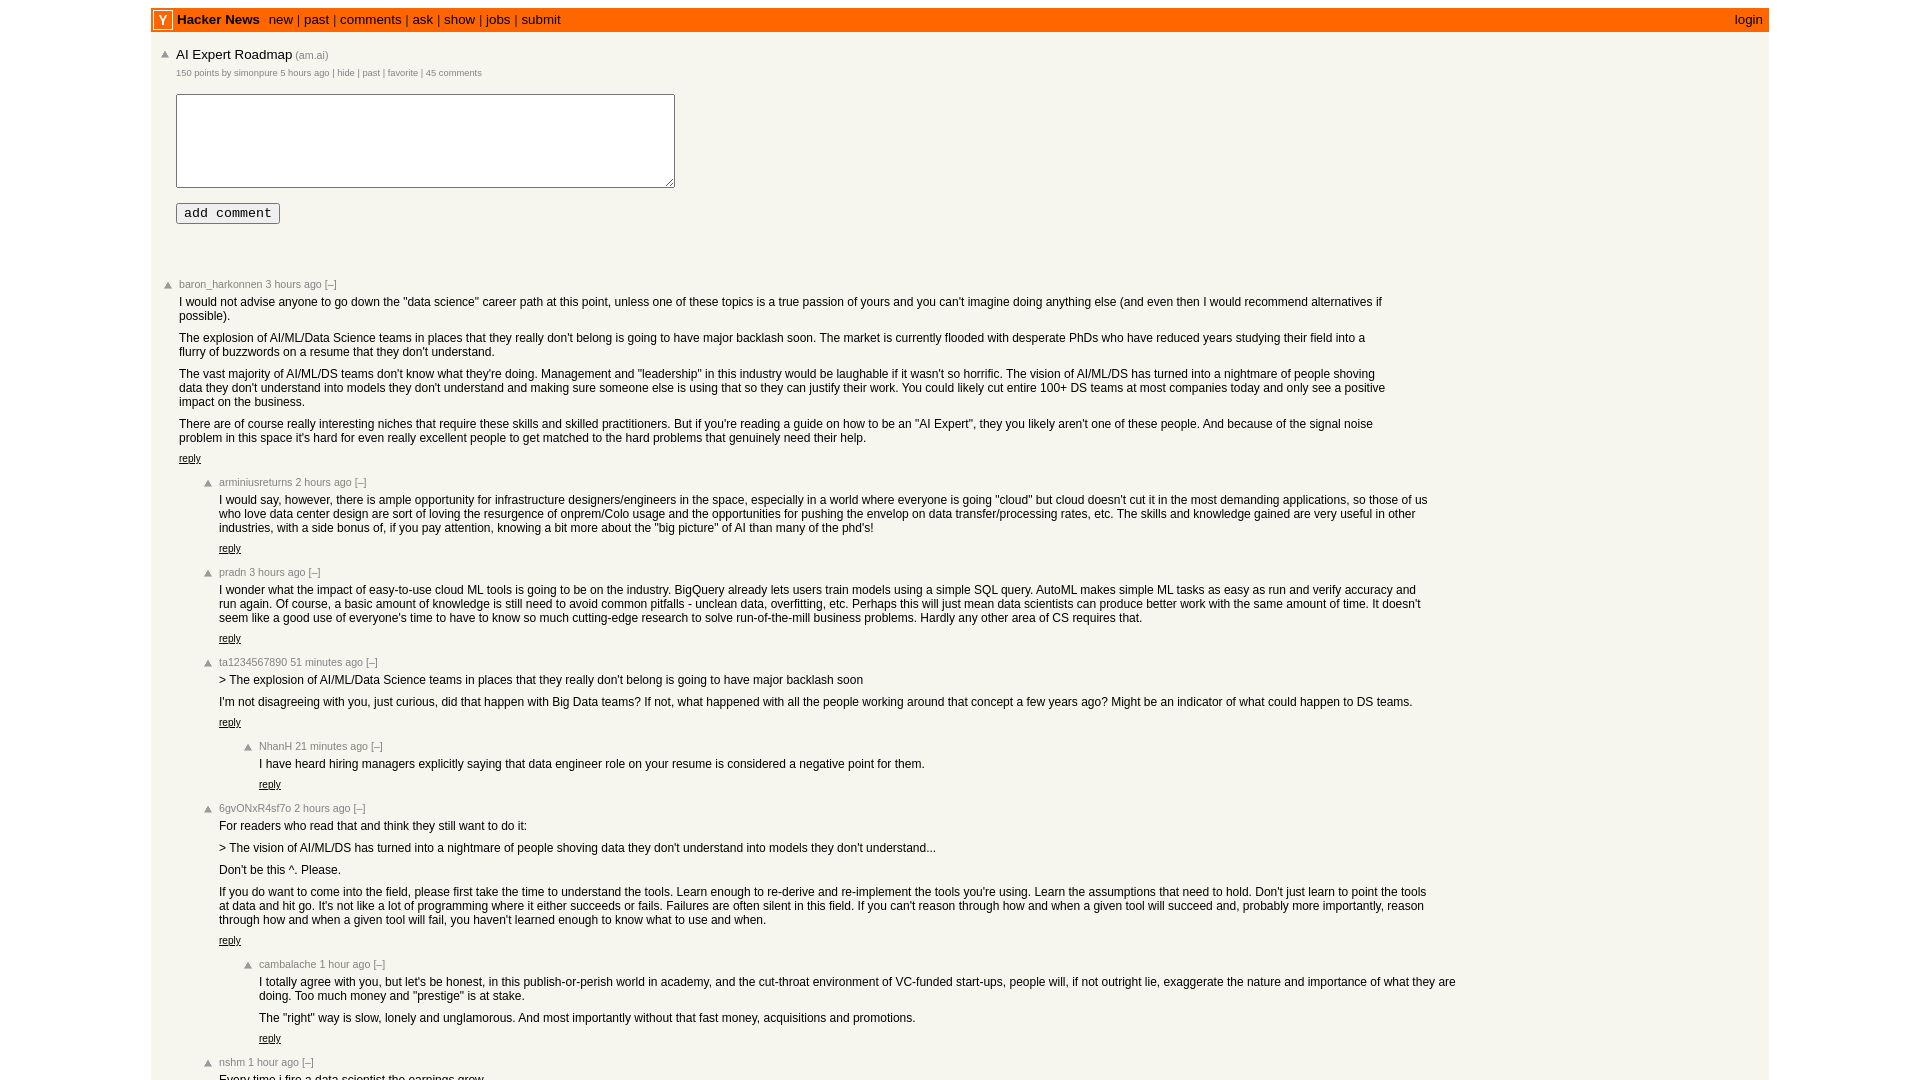 Y Hacker News new | past | comments | ask | show | jobs | submit login
AI Expert Roadmap (am.ai)
150 points by simonpure 5 hours ago | hide | past | favorite | 45 comments
add comment
baron_harkonnen 3 hours ago [–]
I would not advise anyone to go down the "data science" career path at this point, unless one of these topics is a true passion of yours and you can't imagine doing anything else (and even then I would recommend alternatives if
possible).
The explosion of AI/ML/Data Science teams in places that they really don't belong is going to have major backlash soon. The market is currently flooded with desperate PhDs who have reduced years studying their field into a
flurry of buzzwords on a resume that they don't understand.
The vast majority of AI/ML/DS teams don't know what they're doing. Management and "leadership" in this industry would be laughable if it wasn't so horrific. The vision of AI/ML/DS has turned into a nightmare of people shoving
data they don't understand into models they don't understand and making sure someone else is using that so they can justify their work. You could likely cut entire 100+ DS teams at most companies today and only see a positive
impact on the business.
There are of course really interesting niches that require these skills and skilled practitioners. But if you're reading a guide on how to be an "AI Expert", they you likely aren't one of these people. And because of the signal noise
problem in this space it's hard for even really excellent people to get matched to the hard problems that genuinely need their help.
reply
arminiusreturns 2 hours ago [–]
I would say, however, there is ample opportunity for infrastructure designers/engineers in the space, especially in a world where everyone is going "cloud" but cloud doesn't cut it in the most demanding applications, so those of us
who love data center design are sort of loving the resurgence of onprem/Colo usage and the opportunities for pushing the envelop on data transfer/processing rates, etc. The skills and knowledge gained are very useful in other
industries, with a side bonus of, if you pay attention, knowing a bit more about the "big picture" of AI than many of the phd's!
reply
pradn 3 hours ago [–]
I wonder what the impact of easy-to-use cloud ML tools is going to be on the industry. BigQuery already lets users train models using a simple SQL query. AutoML makes simple ML tasks as easy as run and verify accuracy and
run again. Of course, a basic amount of knowledge is still need to avoid common pitfalls - unclean data, overfitting, etc. Perhaps this will just mean data scientists can produce better work with the same amount of time. It doesn't
seem like a good use of everyone's time to have to know so much cutting-edge research to solve run-of-the-mill business problems. Hardly any other area of CS requires that.
reply
ta1234567890 51 minutes ago [–]
> The explosion of AI/ML/Data Science teams in places that they really don't belong is going to have major backlash soon
I'm not disagreeing with you, just curious, did that happen with Big Data teams? If not, what happened with all the people working around that concept a few years ago? Might be an indicator of what could happen to DS teams.
reply
NhanH 21 minutes ago [–]
I have heard hiring managers explicitly saying that data engineer role on your resume is considered a negative point for them.
reply
6gvONxR4sf7o 2 hours ago [–]
For readers who read that and think they still want to do it:
> The vision of AI/ML/DS has turned into a nightmare of people shoving data they don't understand into models they don't understand...
Don't be this ^. Please.
If you do want to come into the field, please first take the time to understand the tools. Learn enough to re-derive and re-implement the tools you're using. Learn the assumptions that need to hold. Don't just learn to point the tools
at data and hit go. It's not like a lot of programming where it either succeeds or fails. Failures are often silent in this field. If you can't reason through how and when a given tool will succeed and, probably more importantly, reason
through how and when a given tool will fail, you haven't learned enough to know what to use and when.
reply
cambalache 1 hour ago [–]
I totally agree with you, but let's be honest, in this publish-or-perish world in academy, and the cut-throat environment of VC-funded start-ups, people will, if not outright lie, exaggerate the nature and importance of what they are
doing. Too much money and "prestige" is at stake.
The "right" way is slow, lonely and unglamorous. And most importantly without that fast money, acquisitions and promotions.
reply
nshm 1 hour ago [–]
Every time i fire a data scientist the earnings grow